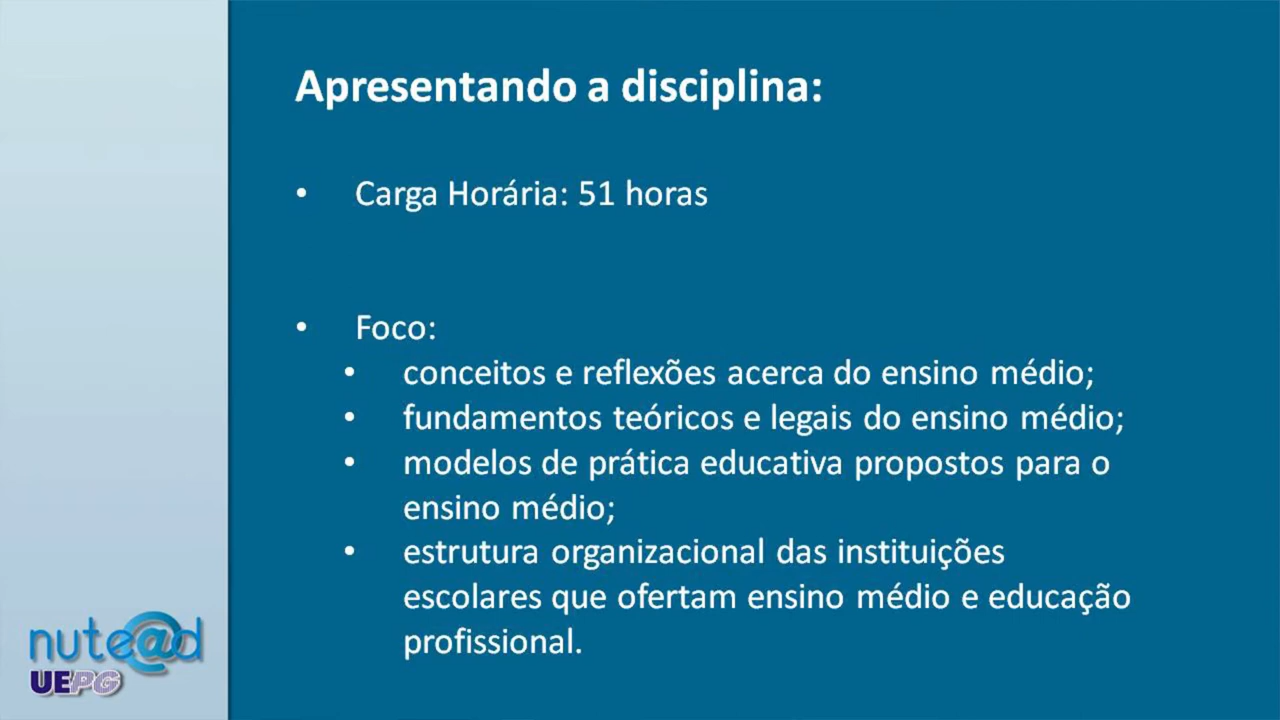 Apresentando a disciplina:
• Carga Horária: 51 horas
• Foco:
• conceitos e reflexões acerca do ensino médio;
• fundamentos teóricos e legais do ensino médio;
• modelos de prática educativa propostos para o
ensino médio;
• estrutura organizacional das instituições
escolares que ofertam ensino médio e educação
profissional.
nute@d
UEPG